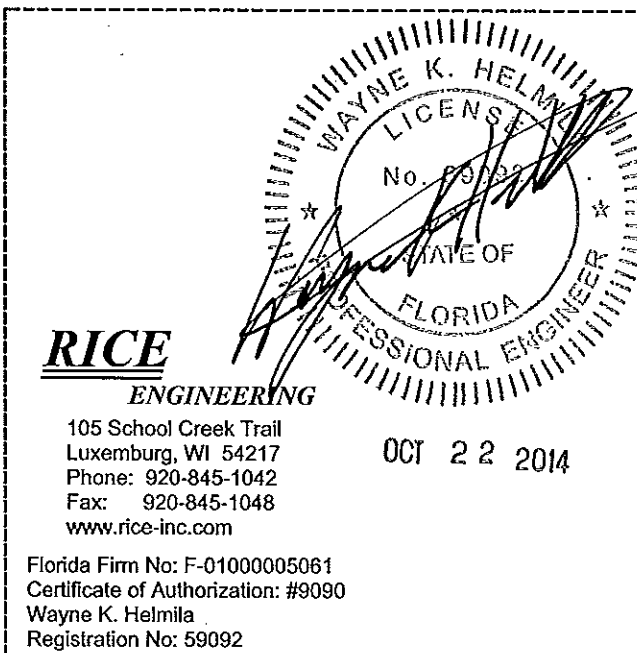 WAYNE K.
LICENSE
No.
STATE OF
FLORIDA
PROFESSIONAL ENGINEER
RICE
ENGINEERING
105 School Creek Trail
Luxemburg, WI 54217
Phone: 920-845-1042
Fax: 920-845-1048
www.rice-inc.com
OCT 22 2014
Florida Firm No: F-01000005061
Certificate of Authorization: #9090
Wayne K. Helmila
Registration No: 59092